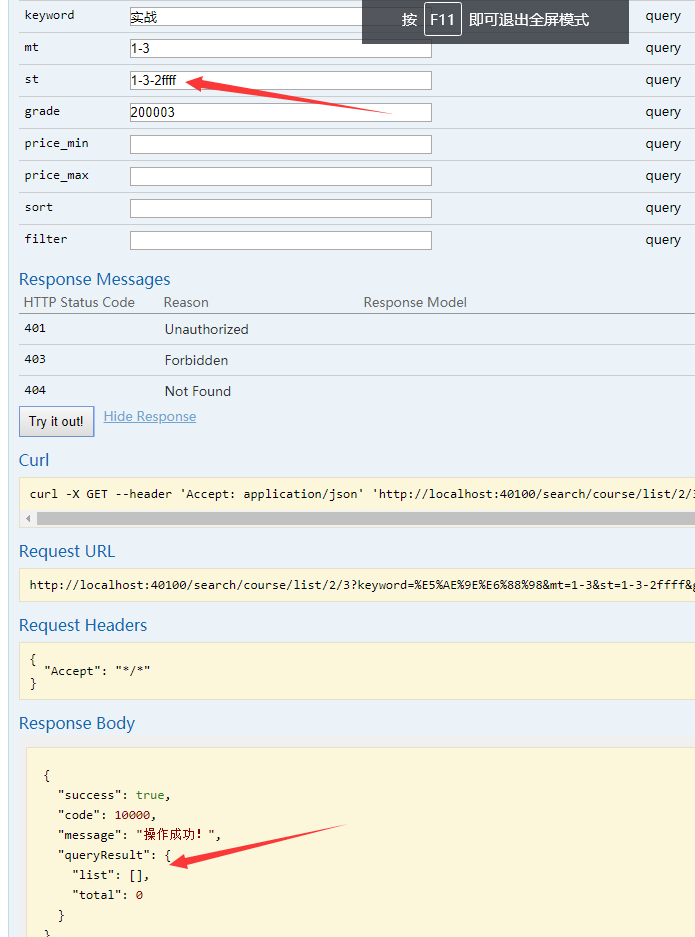 按 F11 即可退出全屏模式
keyword 实战 query
mt 1-3 query
st 1-3-2ffff query
grade 200003 query
price_min query
price_max query
sort query
filter query
Response Messages
HTTP Status Code Reason Response Model
401 Unauthorized
403 Forbidden
404 Not Found
Try it out! Hide Response
Curl
curl -X GET --header 'Accept: application/json' 'http://localhost:40100/search/course/list/2/3
Request URL
http://localhost:40100/search/course/list/2/3?keyword=%E5%AE%9E%E6%88%98&mt=1-3&st=1-3-2ffff&g
Request Headers
{
"Accept": "*/*"
}
Response Body
{
"success": true,
"code": 10000,
"message": "操作成功！",
"queryResult": {
"list": [],
"total": 0
}
}